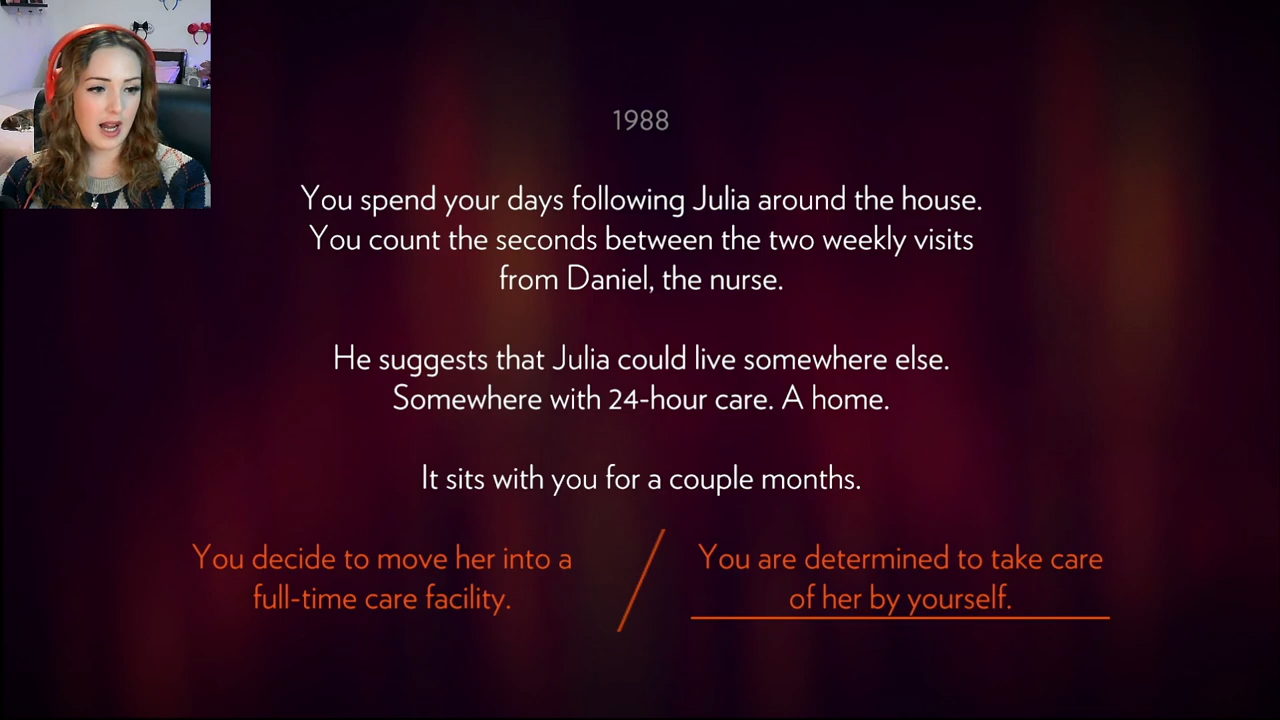 1988
You spend your days following Julia around the house.
You count the seconds between the two weekly visits
from Daniel, the nurse.
He suggests that Julia could live somewhere else.
Somewhere with 24-hour care. A home.
It sits with you for a couple months.
You decide to move her into a
full-time care facility.
You are determined to take care
of her by yourself.